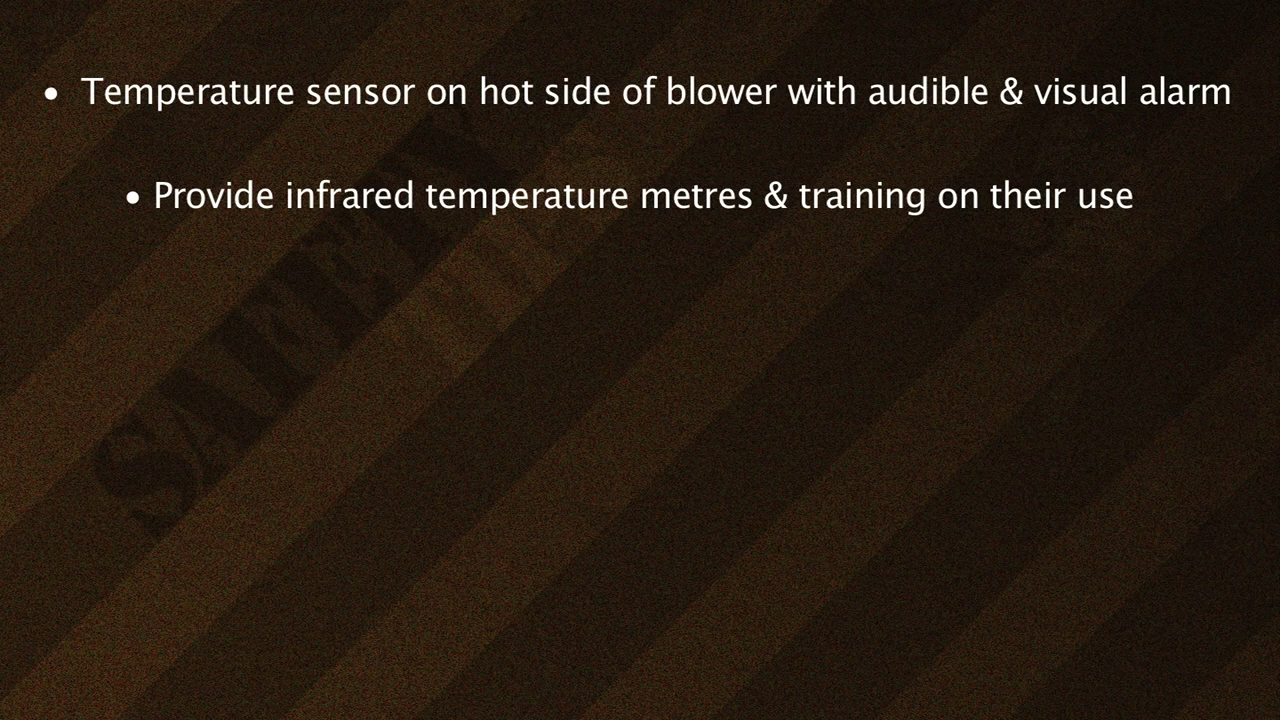 • Temperature sensor on hot side of blower with audible & visual alarm
• Provide infrared temperature metres & training on their use
SAFETY